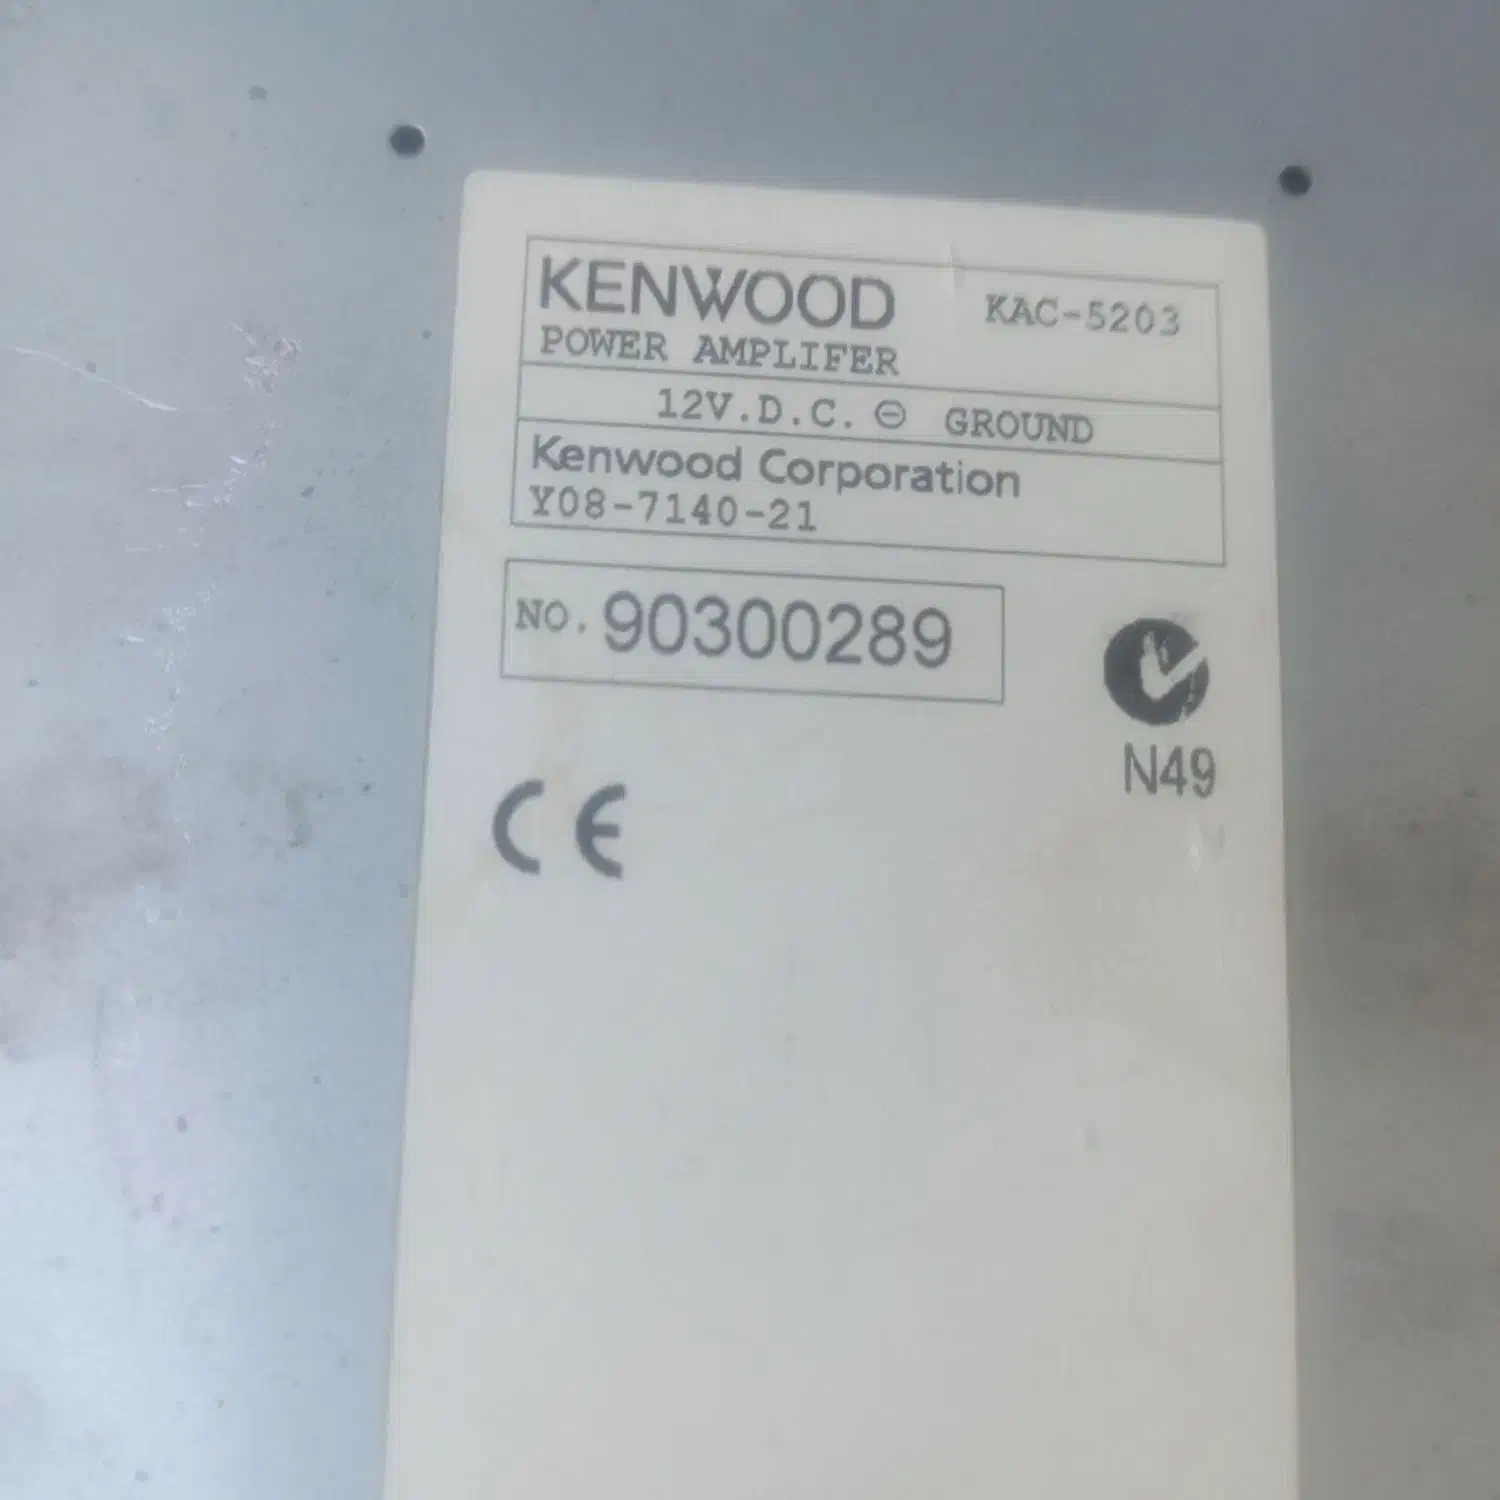 KENWOOD KAC-5203
POWER AMPLIFER
12V.D.C. ⊖ GROUND
Kenwood Corporation
Y08-7140-21
NO. 90300289
N49
CE